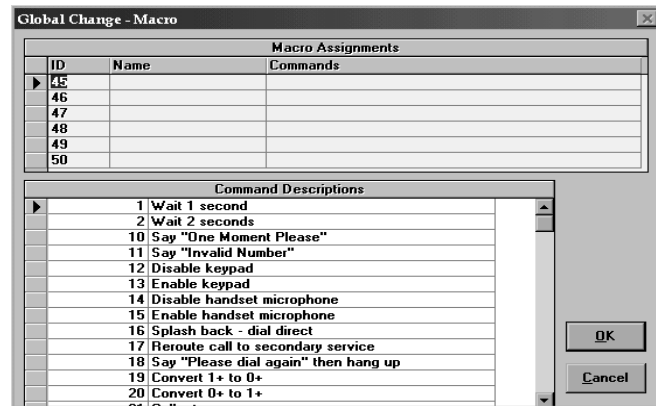 Global Change - Macro
Macro Assignments
ID Name Commands
45
46
47
48
49
50
Command Descriptions
1 Wait 1 second
2 Wait 2 seconds
10 Say "One Moment Please"
11 Say "Invalid Number"
12 Disable keypad
13 Enable keypad
14 Disable handset microphone
15 Enable handset microphone
16 Splash back - dial direct
17 Reroute call to secondary service
18 Say "Please dial again" then hang up
19 Convert 1+ to 0+
20 Convert 0+ to 1+
OK
Cancel